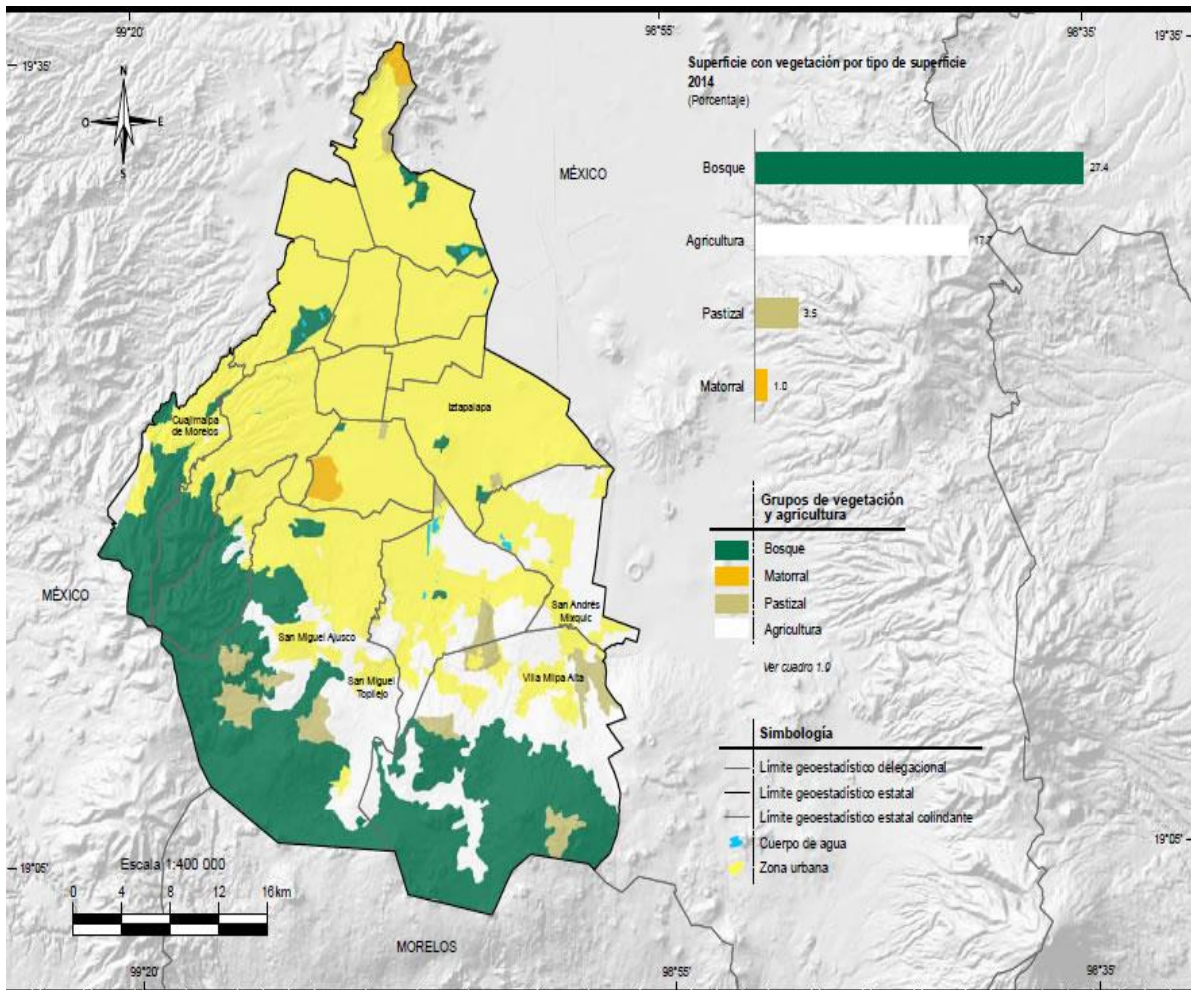 99°20'
98°55'
98°35'
19°35'
19°35'
N
O
E
S
Superficie con vegetación por tipo de superficie
2014
(Porcentaje)
Bosque
27.4
Agricultura
Pastizal
3.5
Matorral
1.0
MÉXICO
Iztapalapa
Cuajimalpa
de Morelos
MÉXICO
San Andrés
Mixquic
San Miguel Ajusco
San Miguel
Topilejo
Villa Milpa Alta
Grupos de vegetación
y agricultura
Bosque
Matorral
Pastizal
Agricultura
Ver cuadro 1.9
Simbología
Límite geoestadístico delegacional
Límite geoestadístico estatal
Límite geoestadístico estatal colindante
Cuerpo de agua
Zona urbana
19°05'
19°05'
Escala 1:400 000
0 4 8 12 16 km
MORELOS
99°20'
98°55'
98°35'